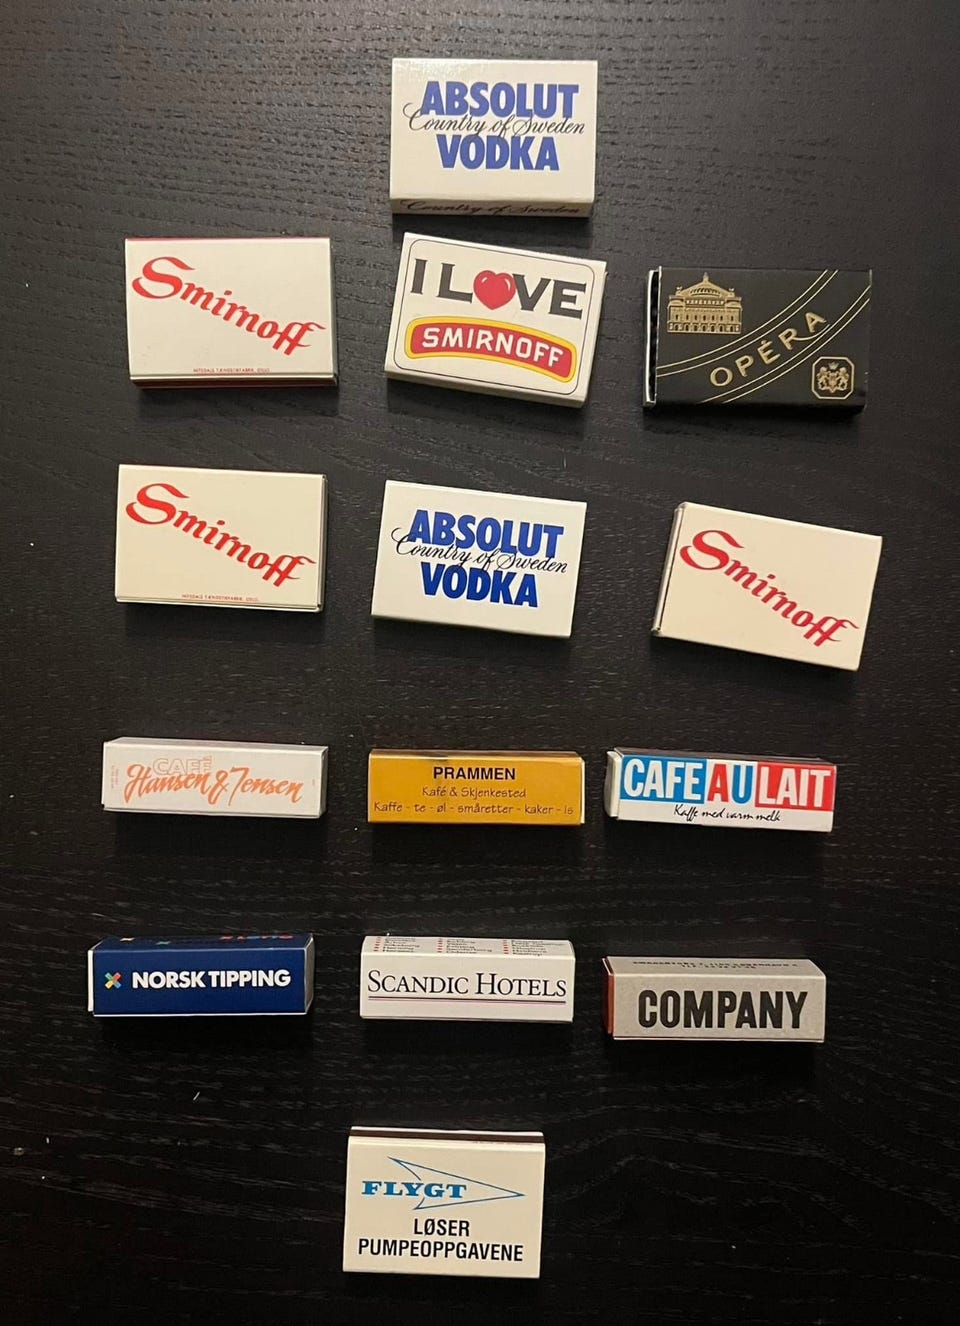 ABSOLUT
Country of Sweden
VODKA
Country of Sweden
Smirnoff
I LOVE
SMIRNOFF
OPÉRA
Smirnoff
ABSOLUT
Country of Sweden
VODKA
Smirnoff
CAFÉ
Hansen & Jensen
PRAMMEN
Kafé & Skjenkested
Kaffe - te - øl - småretter - kaker - is
CAFE AU LAIT
Kaffe med varm melk
NORSK TIPPING
SCANDIC HOTELS
COMPANY
FLYGT
LØSER
PUMPEOPPGAVENE